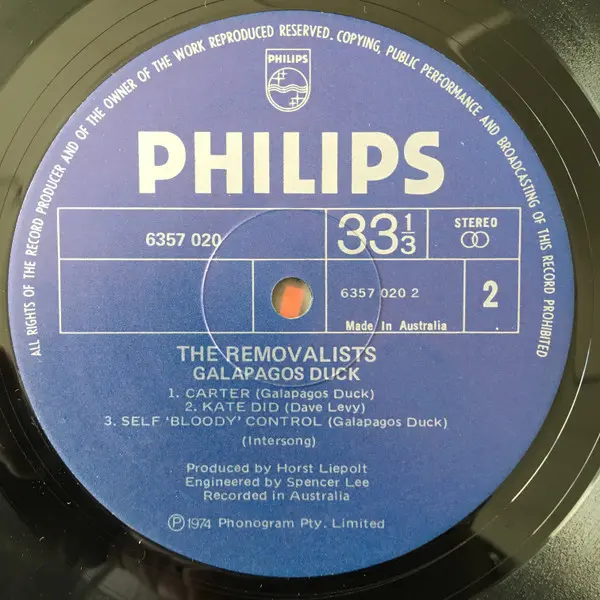 ALL RIGHTS OF THE RECORD PRODUCER AND OF THE OWNER OF THE WORK REPRODUCED RESERVED. COPYING, PUBLIC PERFORMANCE AND BROADCASTING OF THIS RECORD PROHIBITED
PHILIPS
PHILIPS
6357 020
33 1/3
STEREO
6357 020 2
2
Made In Australia
THE REMOVALISTS
GALAPAGOS DUCK
1. CARTER (Galapagos Duck)
2. KATE DID (Dave Levy)
3. SELF 'BLOODY' CONTROL (Galapagos Duck)
(Intersong)
Produced by Horst Liepolt
Engineered by Spencer Lee
Recorded in Australia
Ⓟ1974 Phonogram Pty. Limited